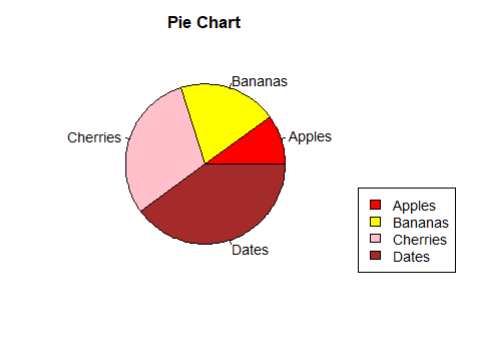 Pie Chart
Bananas
Cherries
Apples
Dates
Apples
Bananas
Cherries
Dates